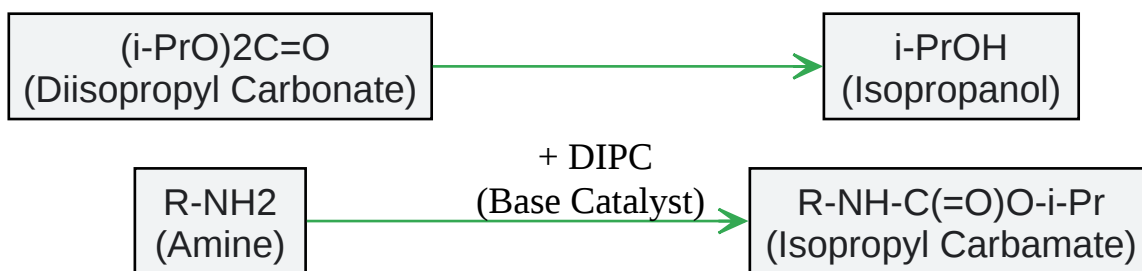 (i-PrO)2C=O
(Diisopropyl Carbonate)
i-PrOH
(Isopropanol)
+ DIPC
(Base Catalyst)
R-NH2
(Amine)
R-NH-C(=O)O-i-Pr
(Isopropyl Carbamate)